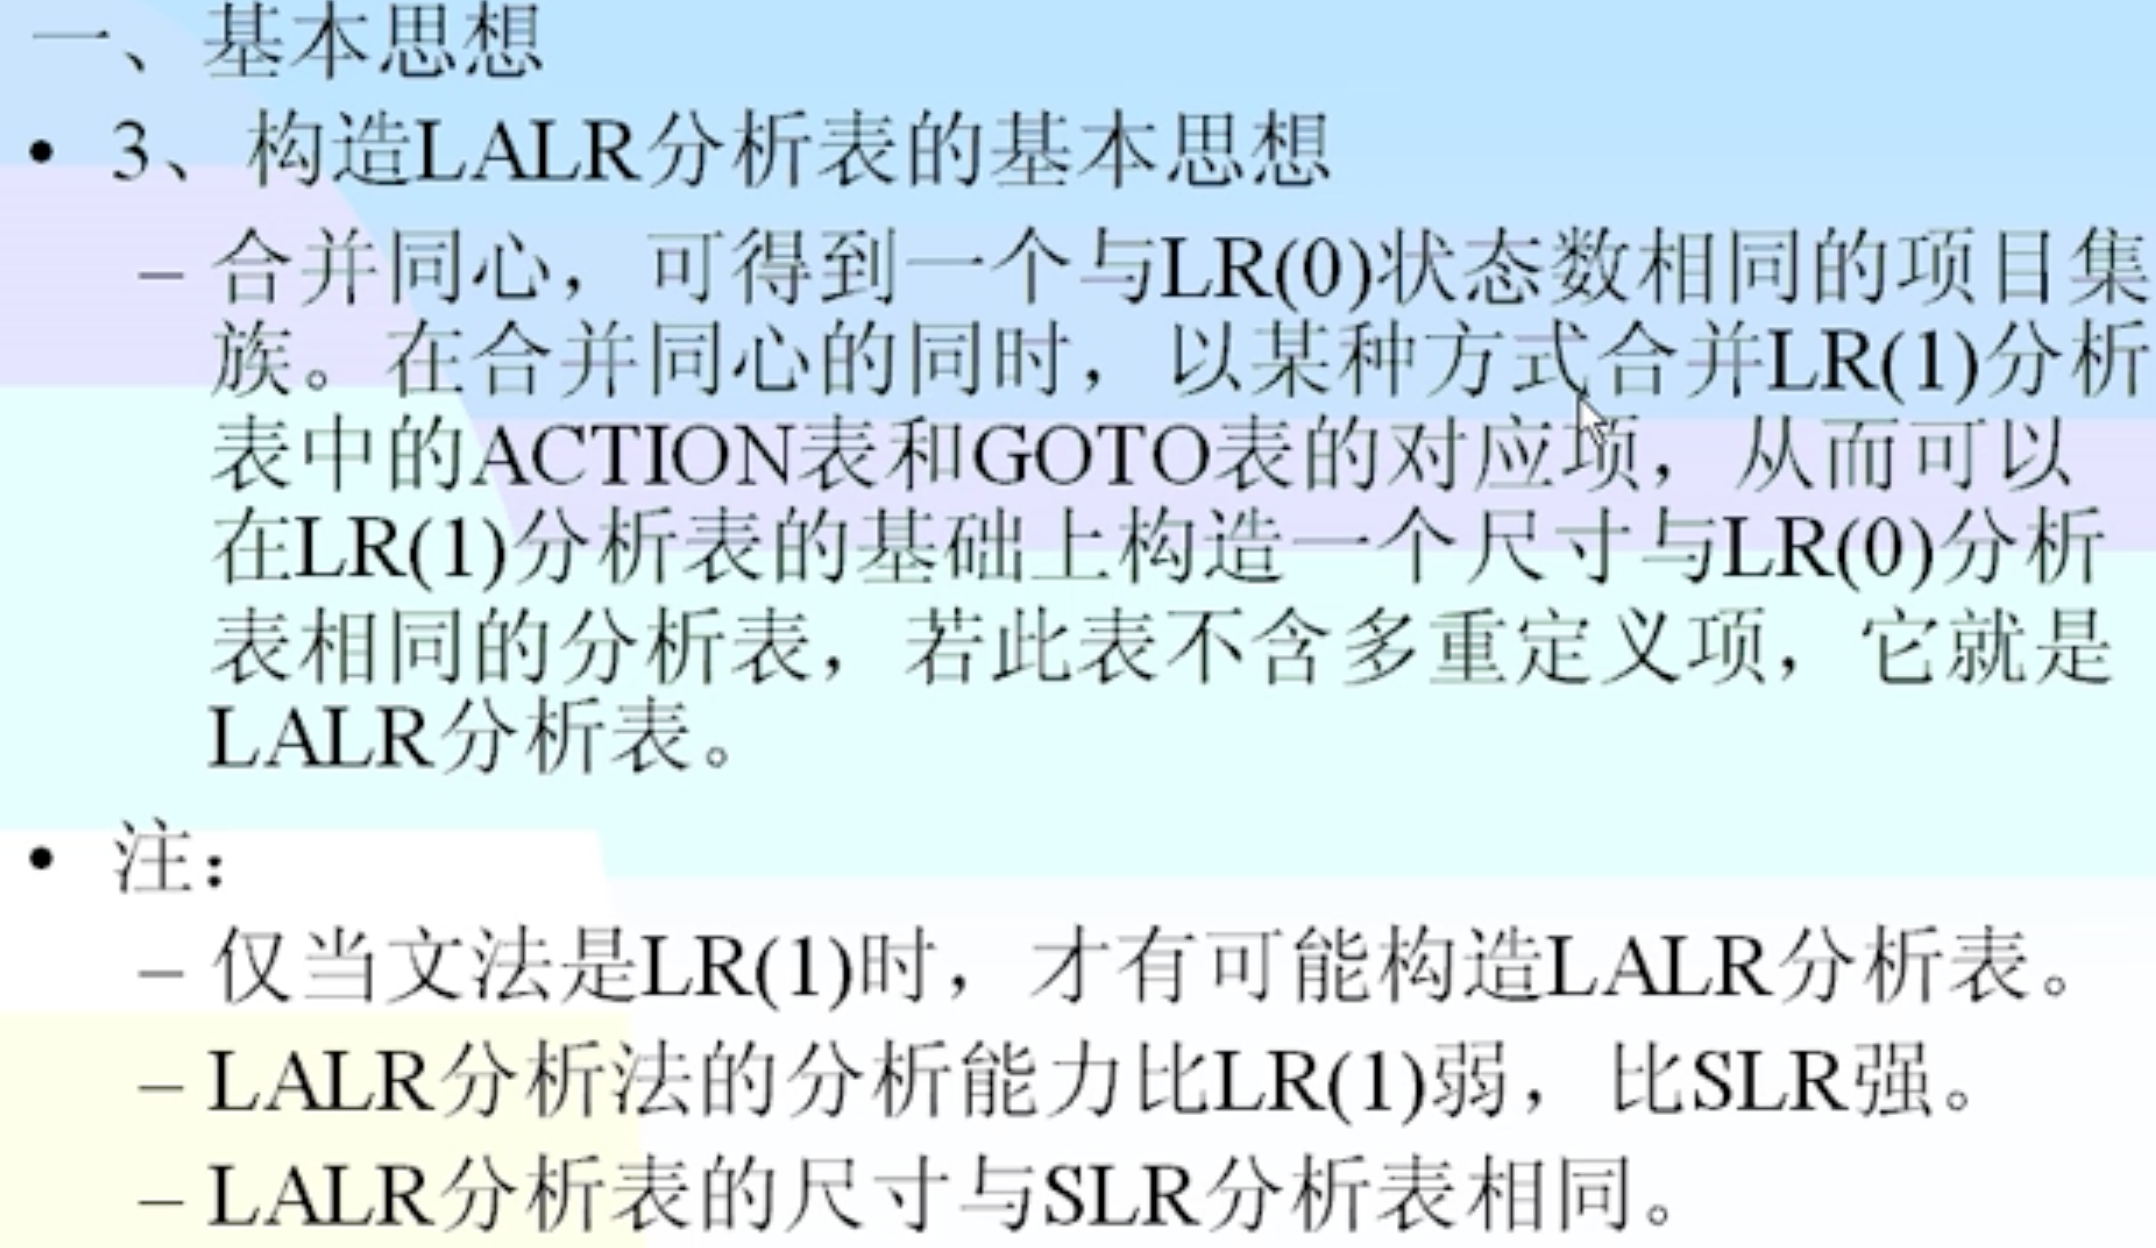 一、基本思想
• 3、构造LALR分析表的基本思想
– 合并同心，可得到一个与LR(0)状态数相同的项目集
族。在合并同心的同时，以某种方式合并LR(1)分析
表中的ACTION表和GOTO表的对应项，从而可以
在LR(1)分析表的基础上构造一个尺寸与LR(0)分析
表相同的分析表，若此表不含多重定义项，它就是
LALR分析表。
• 注：
– 仅当文法是LR(1)时，才有可能构造LALR分析表。
– LALR分析法的分析能力比LR(1)弱，比SLR强。
– LALR分析表的尺寸与SLR分析表相同。